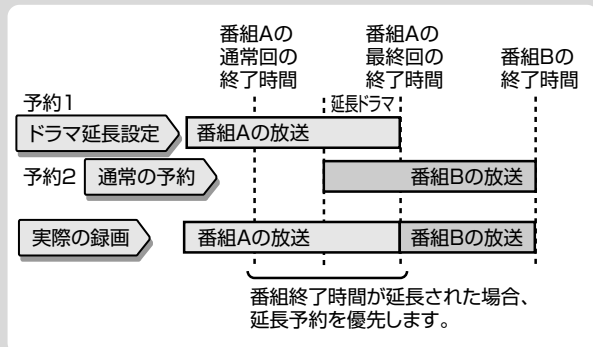 番組Aの
通常回の
終了時間
番組Aの
最終回の
終了時間
番組Bの
終了時間
予約1
延長ドラマ
ドラマ延長設定
番組Aの放送
予約2
通常の予約
番組Bの放送
実際の録画
番組Aの放送
番組Bの放送
番組終了時間が延長された場合、
延長予約を優先します。